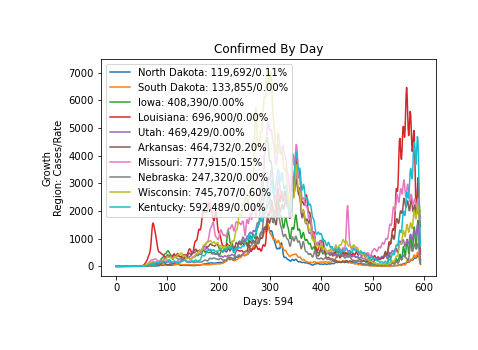 Confirmed By Day
Growth
Region: Cases/Rate
7000
6000
5000
4000
3000
2000
1000
0
North Dakota: 119,692/0.11%
South Dakota: 133,855/0.00%
Iowa: 408,390/0.00%
Louisiana: 696,900/0.00%
Utah: 469,429/0.00%
Arkansas: 464,732/0.20%
Missouri: 777,915/0.15%
Nebraska: 247,320/0.00%
Wisconsin: 745,707/0.60%
Kentucky: 592,489/0.00%
0 100 200 300 400 500 600
Days: 594